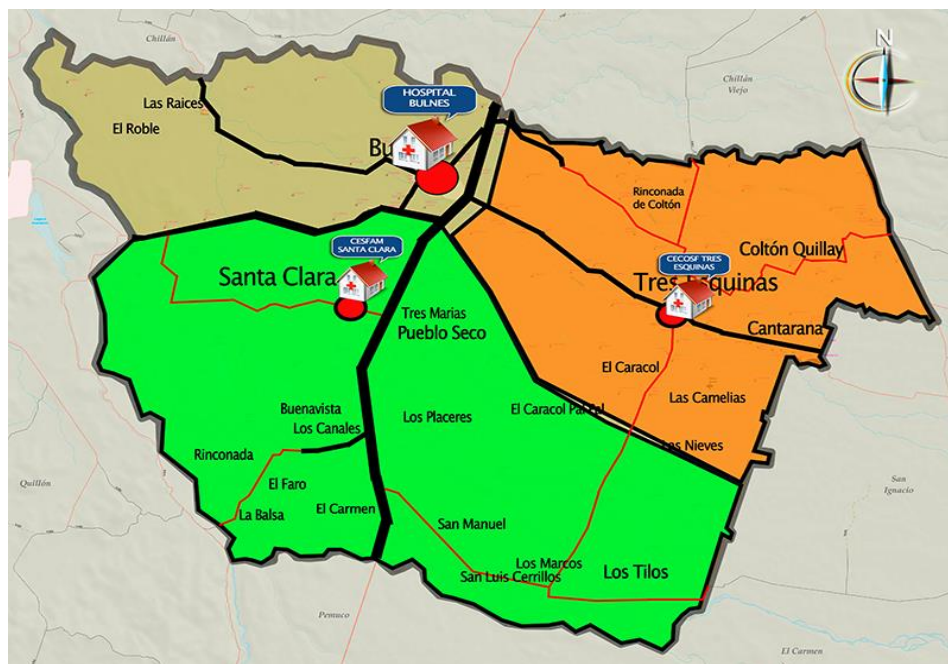 Chillán
N
Las Raices
El Roble
HOSPITAL
BULNES
Bu
Chillán
Viejo
Rinconada
de Coltón
CESFAM
SANTA CLARA
CECOSF TRES
ESQUINAS
Coltón Quillay
Santa Clara
Tres Esquinas
Tres Marias
Pueblo Seco
Cantarana
El Caracol
Las Camelias
Buenavista
Los Canales
Los Placeres
El Caracol Pal Pal
Las Nieves
Rinconada
Quillón
El Faro
San
Ignacio
La Balsa
El Carmen
San Manuel
Los Marcos
San Luis Cerrillos
Los Tilos
Pemuco
El Carmen